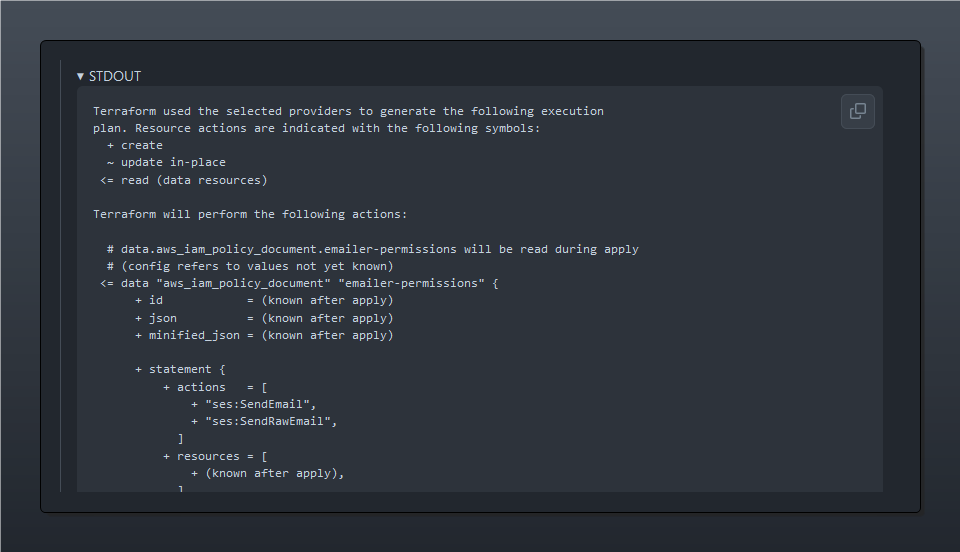 ▼ STDOUT
Terraform used the selected providers to generate the following execution
plan. Resource actions are indicated with the following symbols:
  + create
  ~ update in-place
 <= read (data resources)

Terraform will perform the following actions:

  # data.aws_iam_policy_document.emailer-permissions will be read during apply
  # (config refers to values not yet known)
 <= data "aws_iam_policy_document" "emailer-permissions" {
      + id            = (known after apply)
      + json          = (known after apply)
      + minified_json = (known after apply)

      + statement {
          + actions   = [
              + "ses:SendEmail",
              + "ses:SendRawEmail",
            ]
          + resources = [
              + (known after apply),
            ]